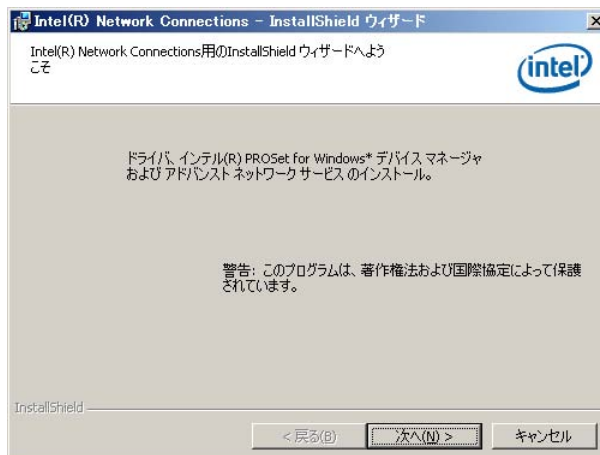 Intel(R) Network Connections - InstallShield ウィザード
Intel(R) Network Connections用のInstallShield ウィザードへよう
こそ
intel
ドライバ、インテル(R) PROSet for Windows* デバイス マネージャ
および アドバンスト ネットワーク サービス のインストール。
警告: このプログラムは、著作権法および国際協定によって保護
されています。
InstallShield
< 戻る(B)
次へ(N) >
キャンセル